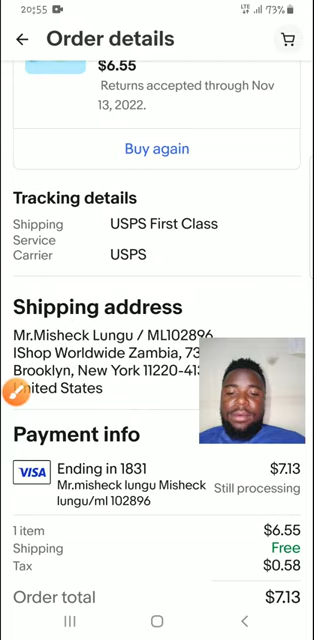 20:55 LTE 73%
Order details
$6.55
Returns accepted through Nov
13, 2022.
Buy again
Tracking details
Shipping Service USPS First Class
Carrier USPS
Shipping address
Mr.Misheck Lungu / ML102896
IShop Worldwide Zambia, 73
Brooklyn, New York 11220-41
United States
Payment info
VISA Ending in 1831 $7.13
Mr.misheck lungu Misheck Still processing
lungu/ml 102896
1 item $6.55
Shipping Free
Tax $0.58
Order total $7.13